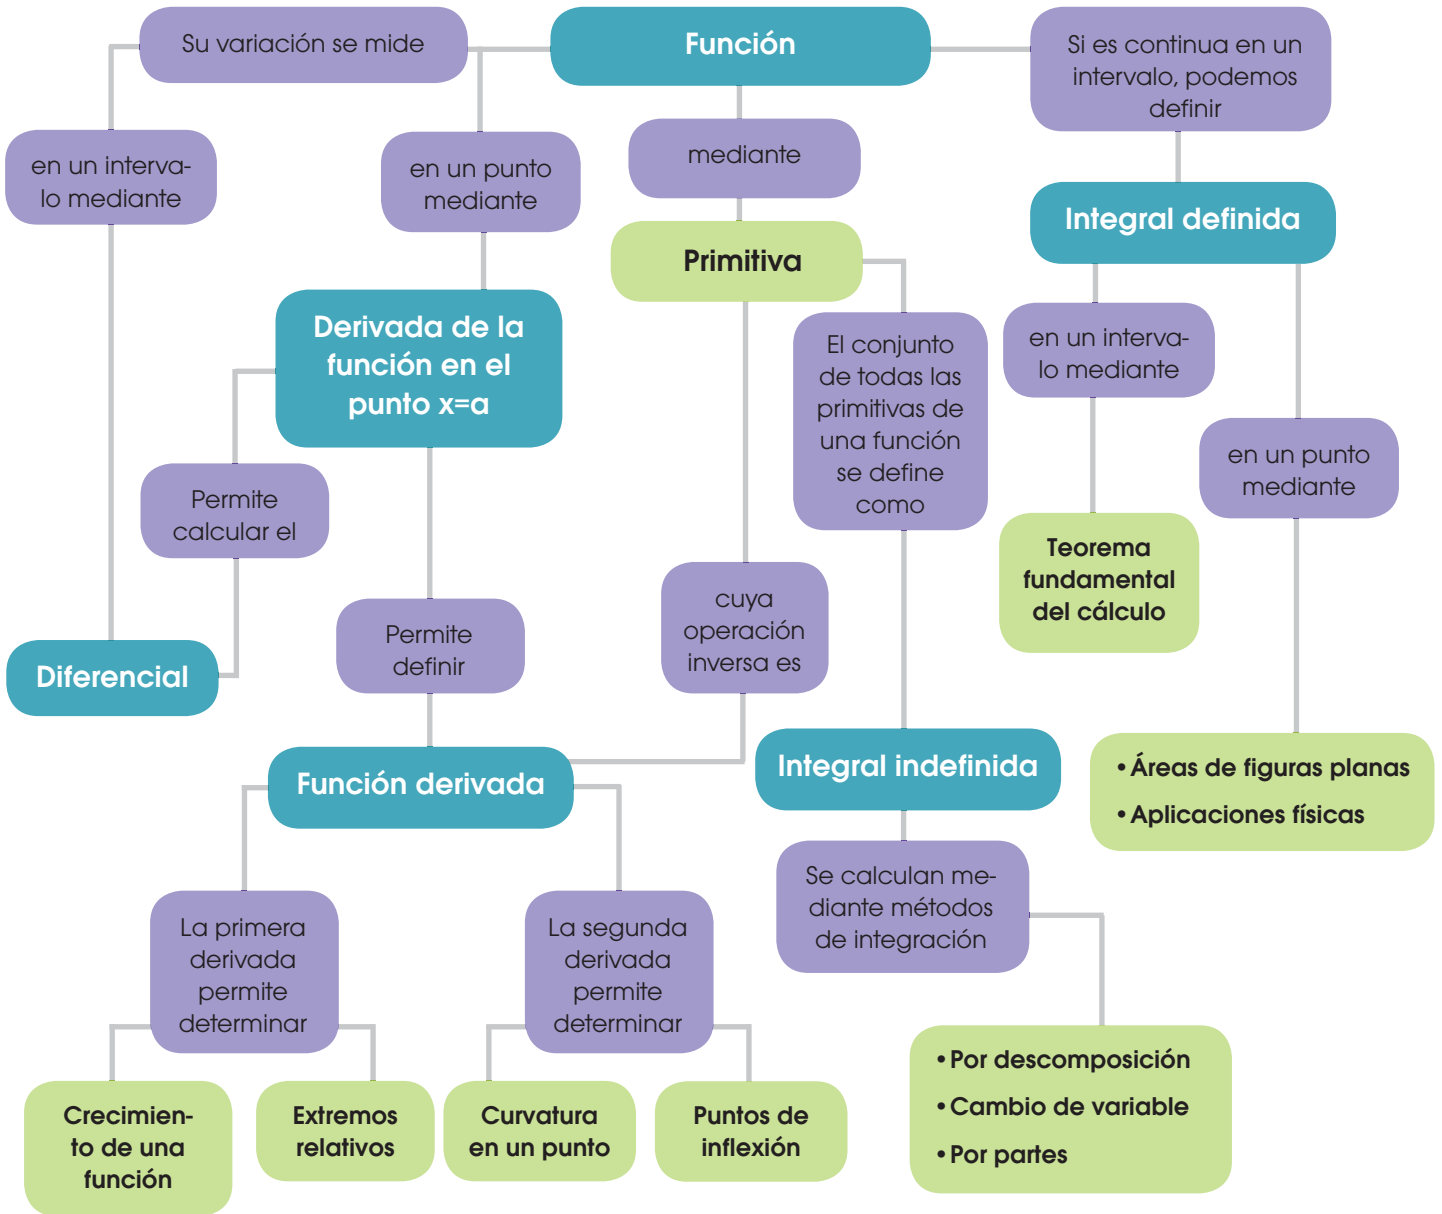 Su variación se mide
Función
Si es continua en un
intervalo, podemos
definir
en un interva-
lo mediante
en un punto
mediante
mediante
Integral definida
Primitiva
Derivada de la
función en el
punto x=a
El conjunto
de todas las
primitivas de
una función
se define
como
en un interva-
lo mediante
en un punto
mediante
Permite
calcular el
Teorema
fundamental
del cálculo
cuya
operación
inversa es
Permite
definir
Diferencial
Función derivada
Integral indefinida
• Áreas de figuras planas
• Aplicaciones físicas
Se calculan me-
diante métodos
de integración
La primera
derivada
permite
determinar
La segunda
derivada
permite
determinar
• Por descomposición
• Cambio de variable
• Por partes
Crecimien-
to de una
función
Extremos
relativos
Curvatura
en un punto
Puntos de
inflexión